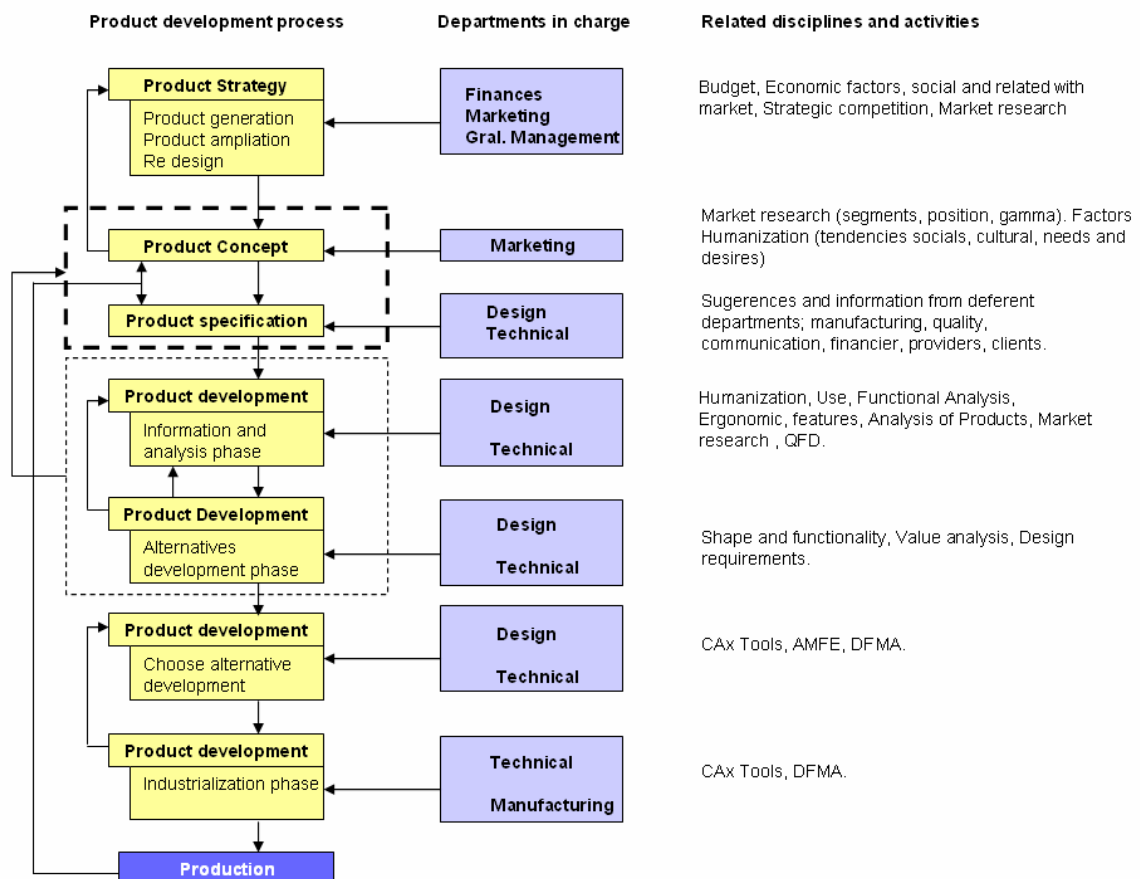 Product development process
Departments in charge
Related disciplines and activities
Product Strategy
Product generation
Product ampliation
Re design
Finances
Marketing
Gral. Management
Budget, Economic factors, social and related with
market, Strategic competition, Market research
Product Concept
Marketing
Market research (segments, position, gamma). Factors
Humanization (tendencies socials, cultural, needs and
desires)
Product specification
Design
Technical
Sugerences and information from deferent
departments; manufacturing, quality,
communication, financier, providers, clients.
Product development
Information and
analysis phase
Design
Technical
Humanization, Use, Functional Analysis,
Ergonomic, features, Analysis of Products, Market
research , QFD.
Product Development
Alternatives
development phase
Design
Technical
Shape and functionality, Value analysis, Design
requirements.
Product development
Choose alternative
development
Design
Technical
CAx Tools, AMFE, DFMA.
Product development
Industrialization phase
Technical
Manufacturing
CAx Tools, DFMA.
Production